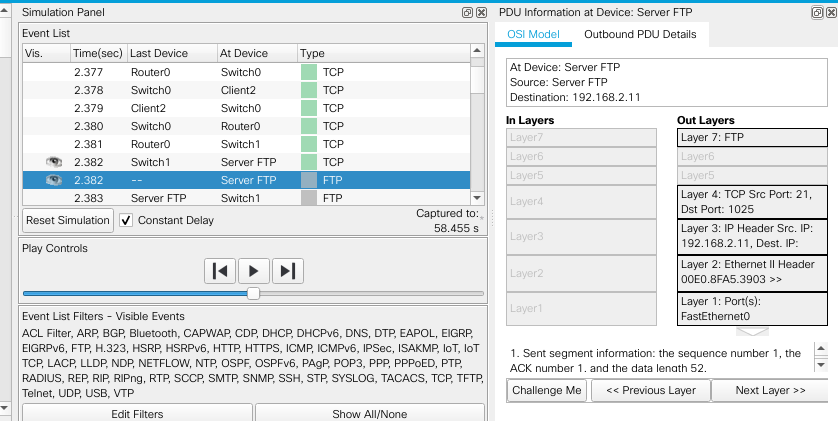 Simulation Panel
Event List
Vis. Time(sec) Last Device At Device Type
2.377 Router0 Switch0 TCP
2.378 Switch0 Client2 TCP
2.379 Client2 Switch0 TCP
2.380 Switch0 Router0 TCP
2.381 Router0 Switch1 TCP
2.382 Switch1 Server FTP TCP
2.382 -- Server FTP FTP
2.383 Server FTP Switch1 FTP
Reset Simulation Constant Delay Captured to:
58.455 s
Play Controls
Event List Filters - Visible Events
ACL Filter, ARP, BGP, Bluetooth, CAPWAP, CDP, DHCP, DHCPv6, DNS, DTP, EAPOL, EIGRP,
EIGRPv6, FTP, H.323, HSRP, HSRPv6, HTTP, HTTPS, ICMP, ICMPv6, IPSec, ISAKMP, IoT, IoT
TCP, LACP, LLDP, NDP, NETFLOW, NTP, OSPF, OSPFv6, PAgP, POP3, PPP, PPPoED, PTP,
RADIUS, REP, RIP, RIPng, RTP, SCCP, SMTP, SNMP, SSH, STP, SYSLOG, TACACS, TCP, TFTP,
Telnet, UDP, USB, VTP
Edit Filters Show All/None
PDU Information at Device: Server FTP
OSI Model Outbound PDU Details
At Device: Server FTP
Source: Server FTP
Destination: 192.168.2.11
In Layers
Layer7
Layer6
Layer5
Layer4
Layer3
Layer2
Layer1
Out Layers
Layer 7: FTP
Layer6
Layer5
Layer 4: TCP Src Port: 21,
Dst Port: 1025
Layer 3: IP Header Src. IP:
192.168.2.11, Dest. IP:
Layer 2: Ethernet II Header
00E0.8FA5.3903 >>
Layer 1: Port(s):
FastEthernet0
1. Sent segment information: the sequence number 1, the
ACK number 1. and the data length 52.
Challenge Me << Previous Layer Next Layer >>